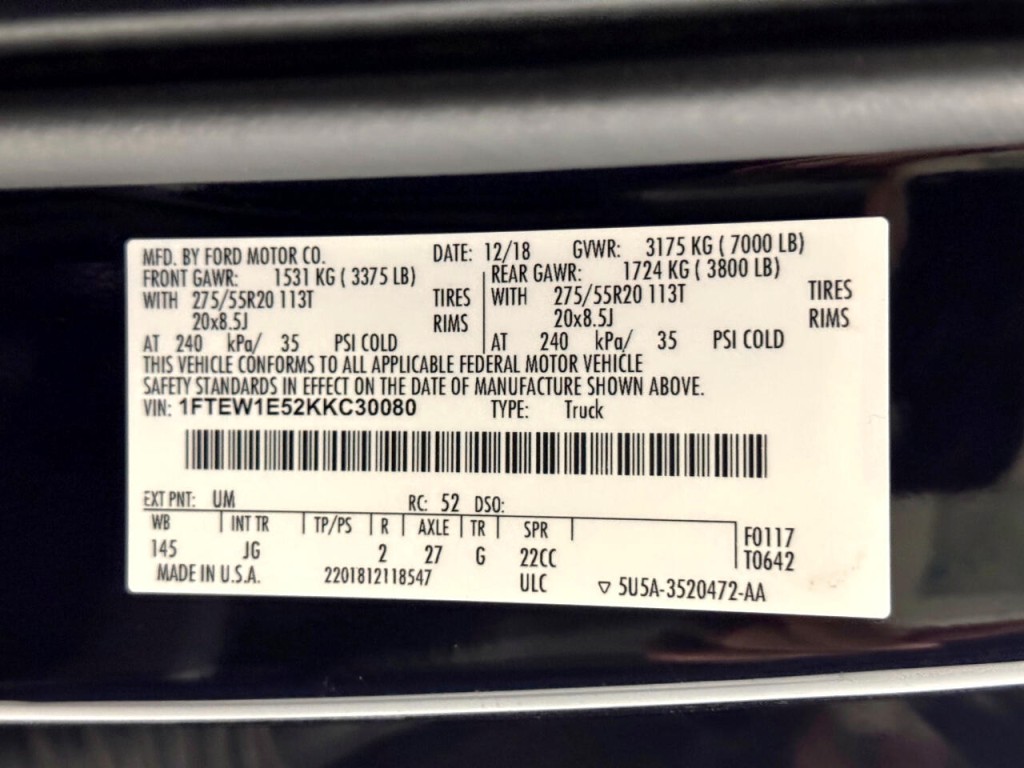 MFD. BY FORD MOTOR CO. DATE: 12/18 GVWR: 3175 KG ( 7000 LB)
FRONT GAWR: 1531 KG ( 3375 LB) REAR GAWR: 1724 KG ( 3800 LB)
WITH 275/55R20 113T TIRES WITH 275/55R20 113T TIRES
20x8.5J RIMS 20x8.5J RIMS
AT 240 kPa/ 35 PSI COLD AT 240 kPa/ 35 PSI COLD
THIS VEHICLE CONFORMS TO ALL APPLICABLE FEDERAL MOTOR VEHICLE
SAFETY STANDARDS IN EFFECT ON THE DATE OF MANUFACTURE SHOWN ABOVE.
VIN: 1FTEW1E52KKC30080 TYPE: Truck
EXT PNT: UM RC: 52 DSO:
WB INT TR TP/PS R AXLE TR SPR F0117
145 JG 2 27 G 22CC T0642
MADE IN U.S.A. 2201812118547 ULC ▽ 5U5A-3520472-AA